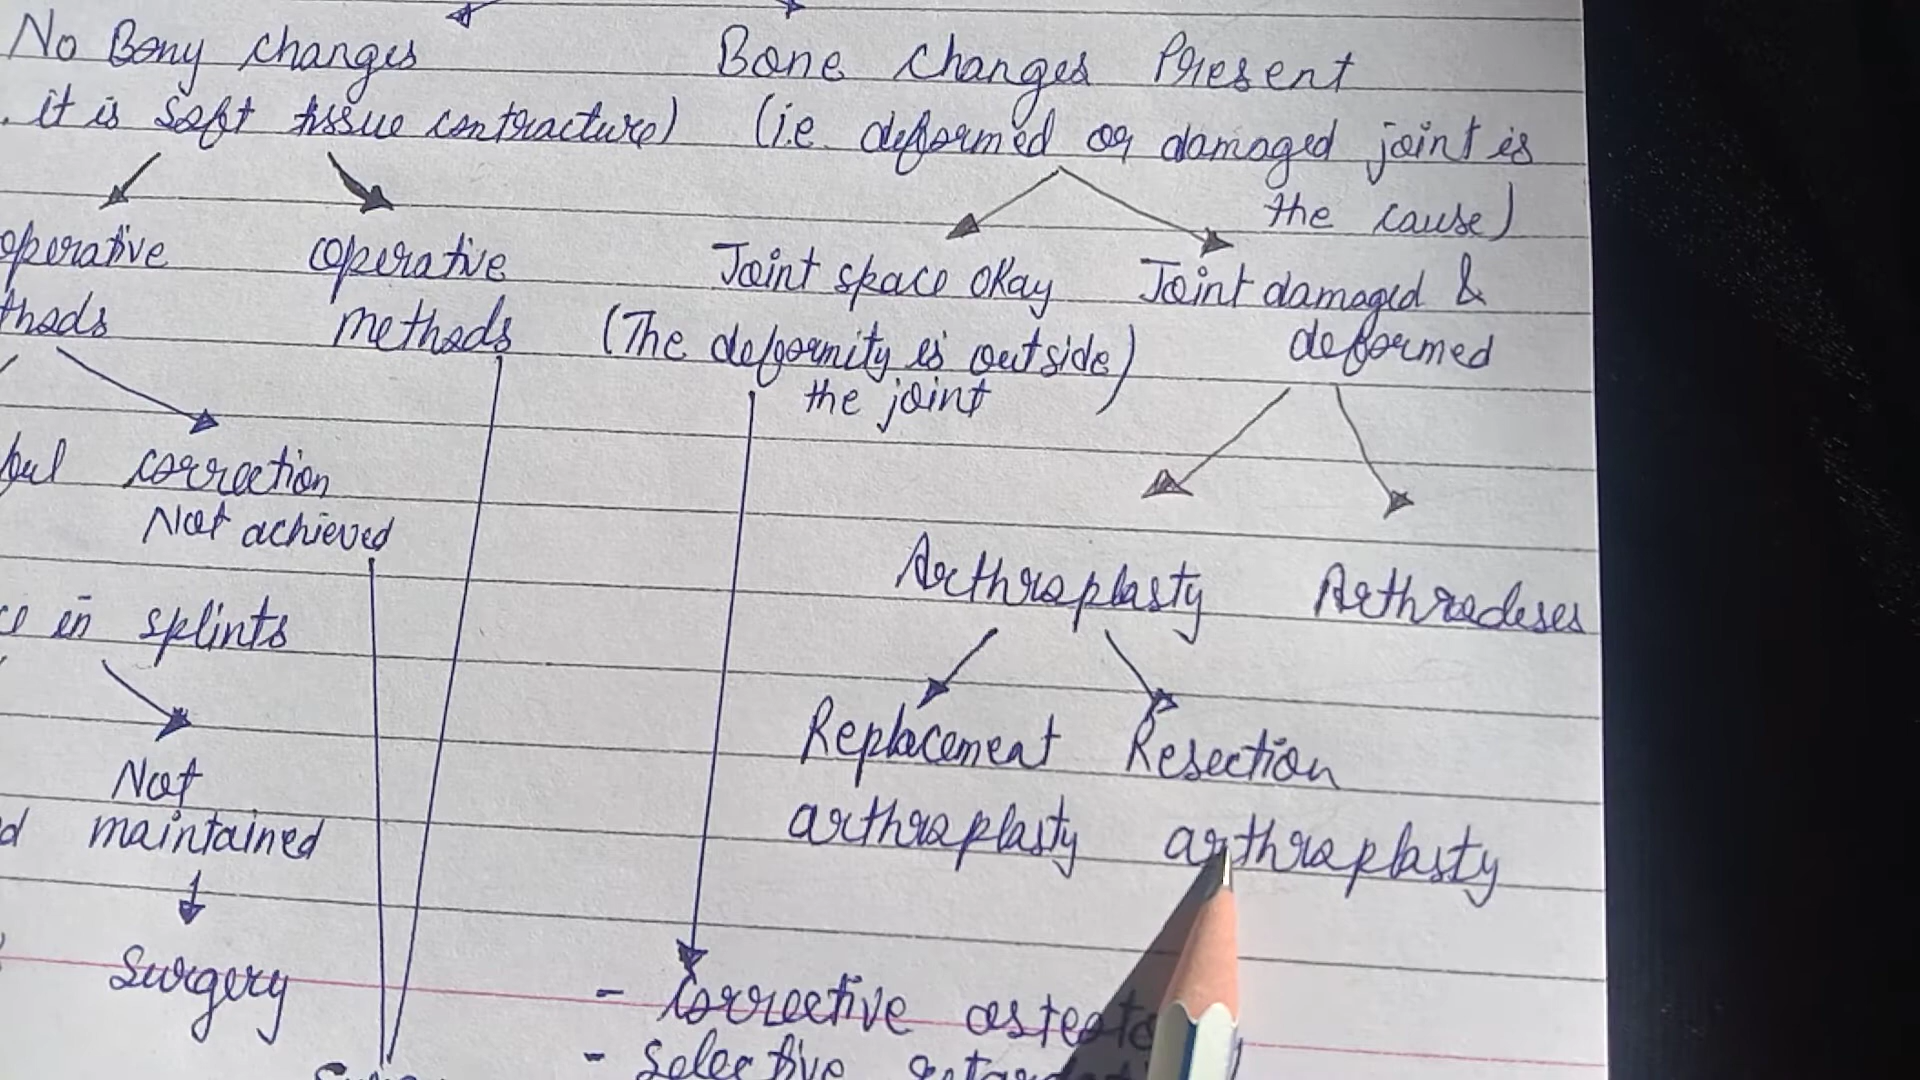 No Bony changes
Bone changes Present
it is soft tissue contracture)
(i.e. deformed or damaged joint is
the cause)
operative
operative
methods
Joint space okay
(The deformity is outside)
the joint
Joint damaged &
deformed
correction
Not achieved
Arthroplasty
Arthrodeses
in splints
Replacement
arthroplasty
Resection
arthroplasty
Not
maintained
Surgery
- Corrective
- Selective